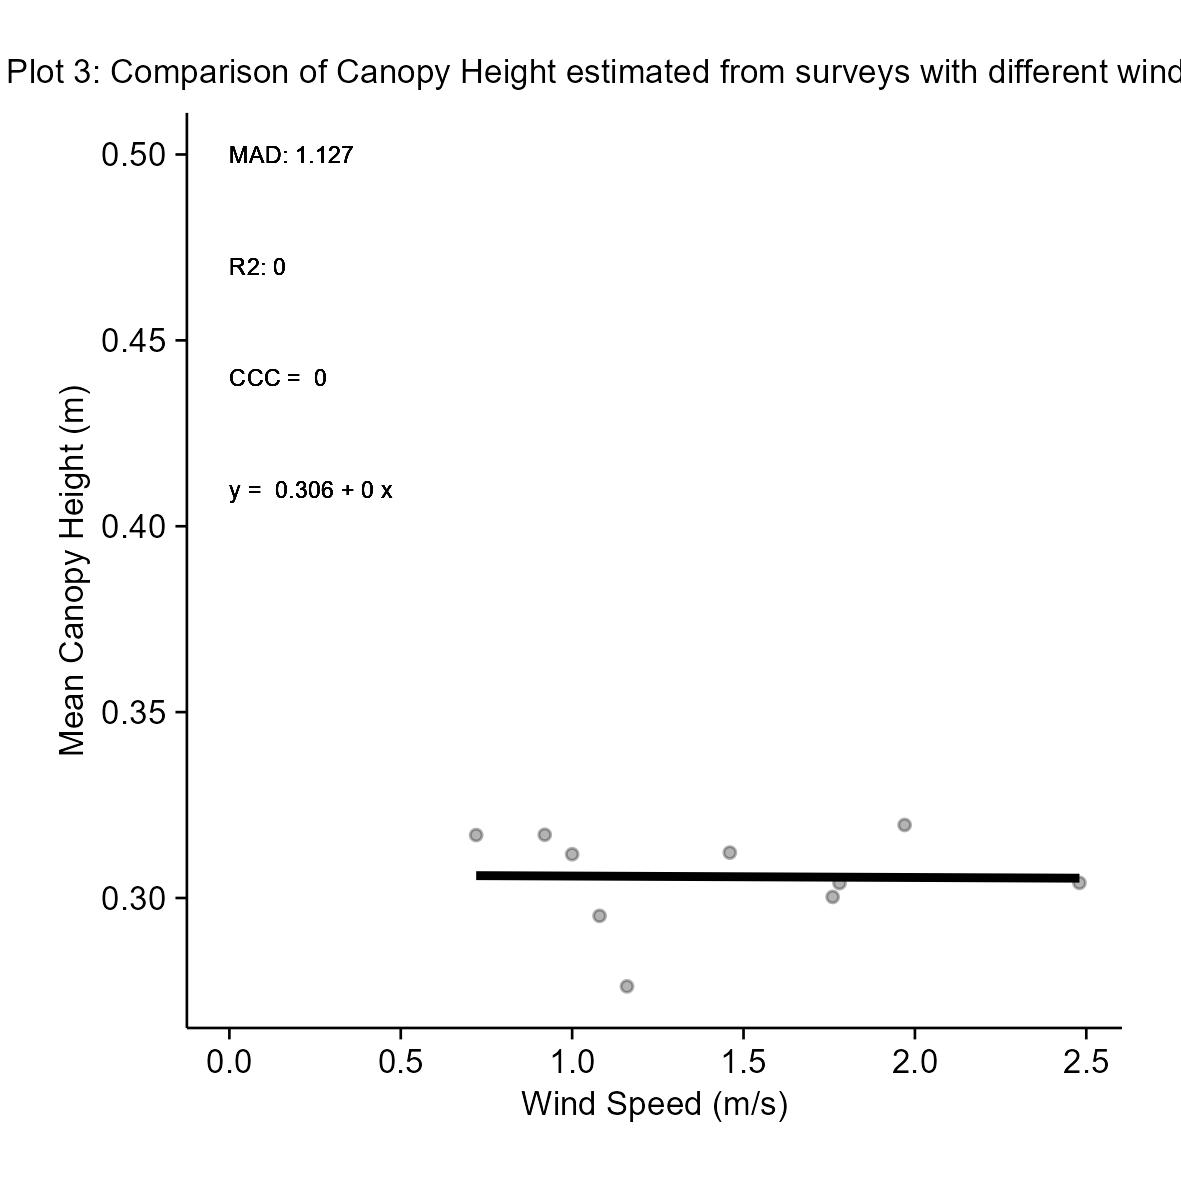 Plot 3: Comparison of Canopy Height estimated from surveys with different wind
0.50
MAD: 1.127
R2: 0
0.45
CCC =  0
y =  0.306 + 0 x
0.40
Mean Canopy Height (m)
0.35
0.30
0.0 0.5 1.0 1.5 2.0 2.5
Wind Speed (m/s)